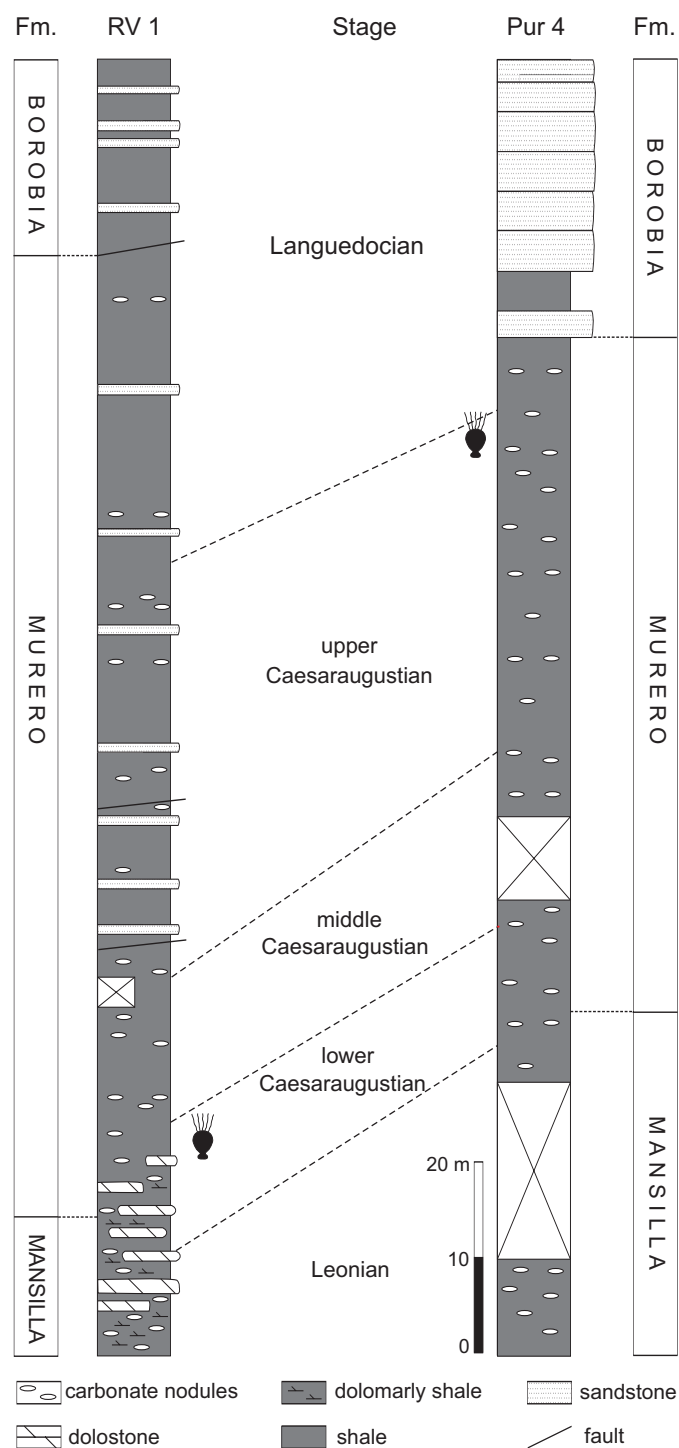 Fm. RV 1 Stage Pur 4 Fm.
BOROBIA
BOROBIA
Languedocian
MURERO
MURERO
upper
Caesaraugustian
middle
Caesaraugustian
lower
Caesaraugustian
MANSILLA
MANSILLA
20 m
10
0
Leonian
carbonate nodules dolomarly shale sandstone
dolostone shale fault